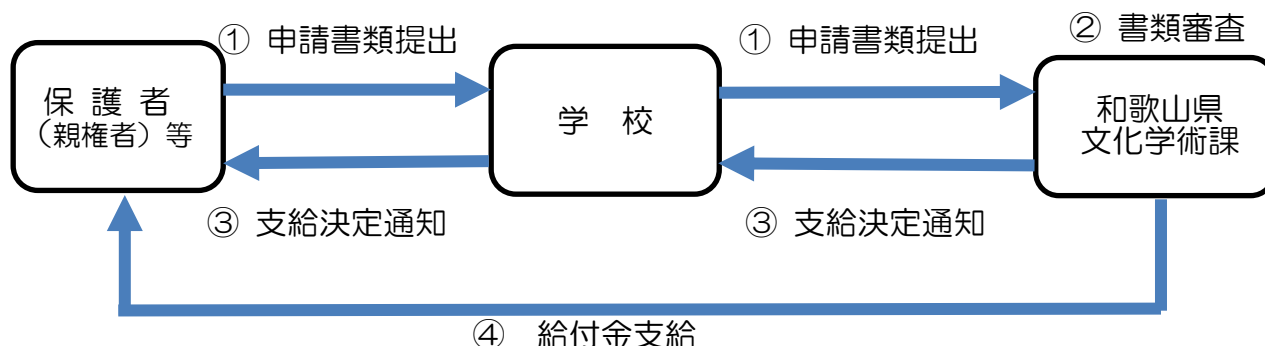 ① 申請書類提出
① 申請書類提出
② 書類審査
保 護 者
（親権者）等
学　校
和歌山県
文化学術課
③ 支給決定通知
③ 支給決定通知
④　給付金支給